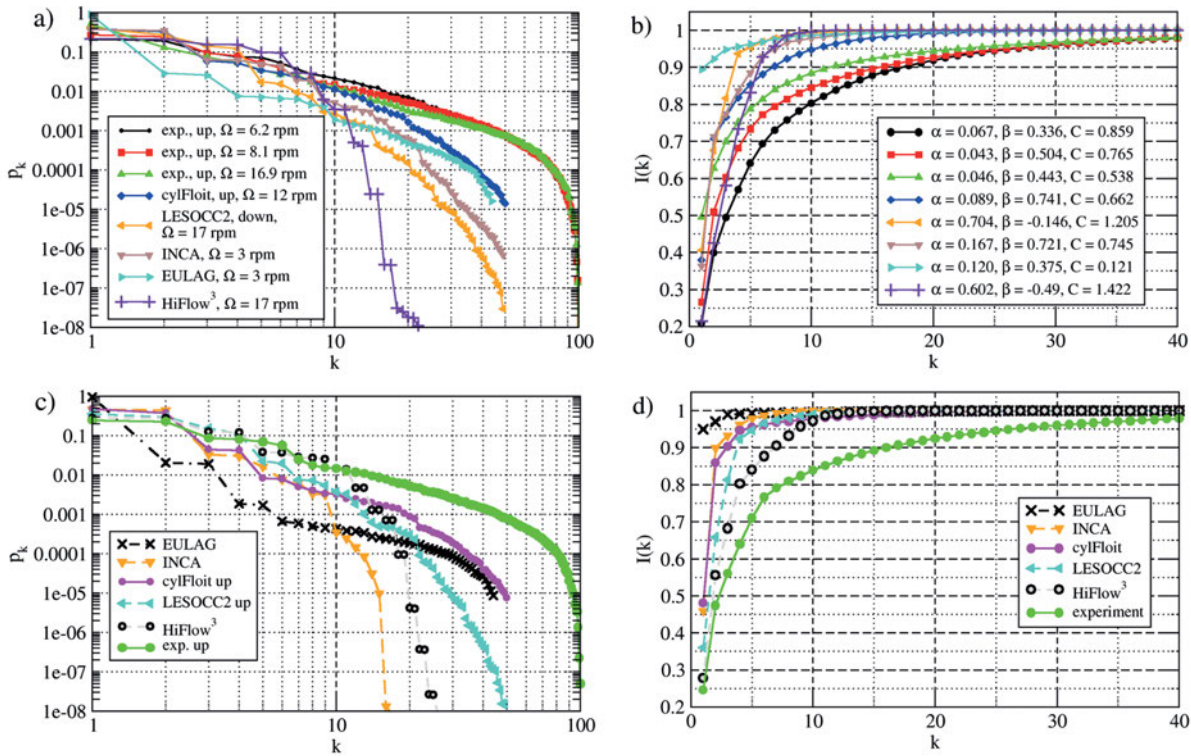 a)
1
0.1
0.01
0.001
0.0001
1e-05
1e-06
1e-07
1e-08
p_k
1
10
100
k
exp., up, Ω = 6.2 rpm
exp., up, Ω = 8.1 rpm
exp., up, Ω = 16.9 rpm
cylFloit, up, Ω = 12 rpm
LESOCC2, down,
Ω = 17 rpm
INCA, Ω = 3 rpm
EULAG, Ω = 3 rpm
HiFlow³, Ω = 17 rpm
b)
1
0.9
0.8
0.7
0.6
0.5
0.4
0.3
0.2
I(k)
0
10
20
30
40
k
α = 0.067, β = 0.336, C = 0.859
α = 0.043, β = 0.504, C = 0.765
α = 0.046, β = 0.443, C = 0.538
α = 0.089, β = 0.741, C = 0.662
α = 0.704, β = -0.146, C = 1.205
α = 0.167, β = 0.721, C = 0.745
α = 0.120, β = 0.375, C = 0.121
α = 0.602, β = -0.49, C = 1.422
c)
1
0.1
0.01
0.001
0.0001
1e-05
1e-06
1e-07
1e-08
p_k
1
10
100
k
EULAG
INCA
cylFloit up
LESOCC2 up
HiFlow³
exp. up
d)
1
0.9
0.8
0.7
0.6
0.5
0.4
0.3
0.2
I(k)
0
10
20
30
40
k
EULAG
INCA
cylFloit
LESOCC2
HiFlow³
experiment